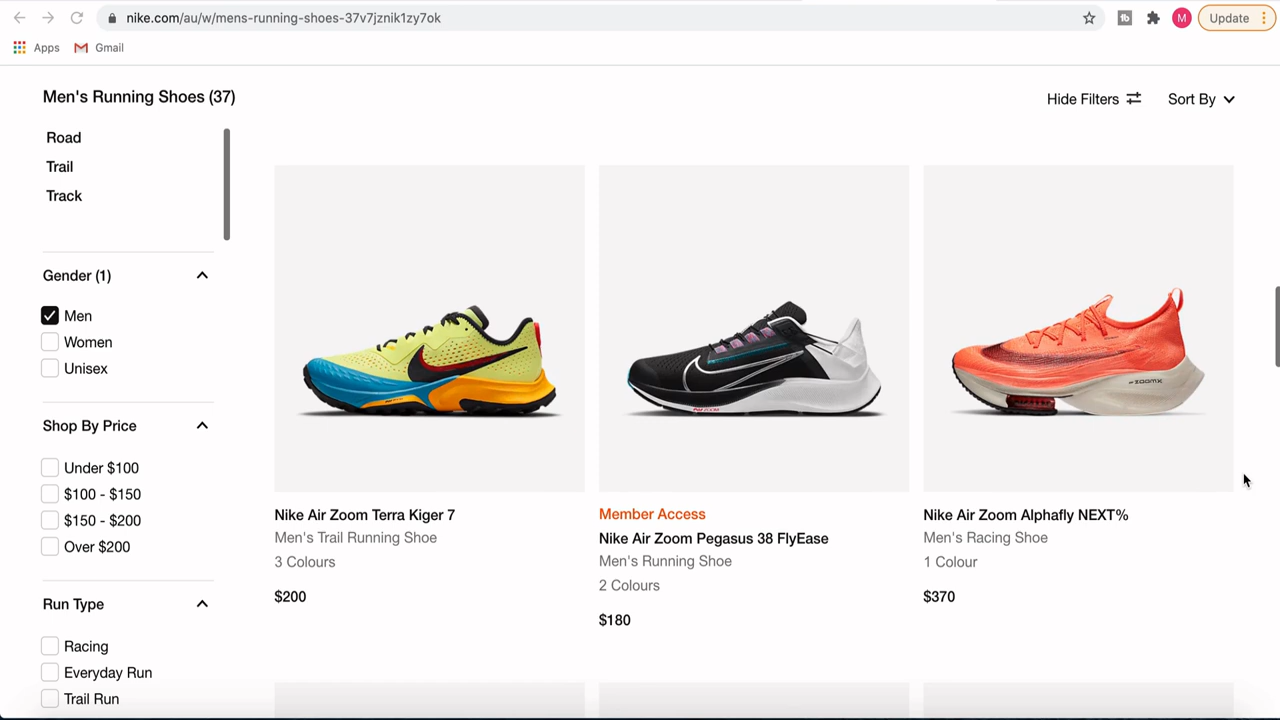 nike.com/au/w/mens-running-shoes-37v7jznik1zy7ok
M
Update
Apps
Gmail
Men's Running Shoes (37)
Hide Filters
Sort By
Road
Trail
Track
Gender (1)
Men
Women
Unisex
Shop By Price
Under $100
$100 - $150
$150 - $200
Over $200
Run Type
Racing
Everyday Run
Trail Run
Nike Air Zoom Terra Kiger 7
Men's Trail Running Shoe
3 Colours
$200
Member Access
Nike Air Zoom Pegasus 38 FlyEase
Men's Running Shoe
2 Colours
$180
ZOOMX
Nike Air Zoom Alphafly NEXT%
Men's Racing Shoe
1 Colour
$370